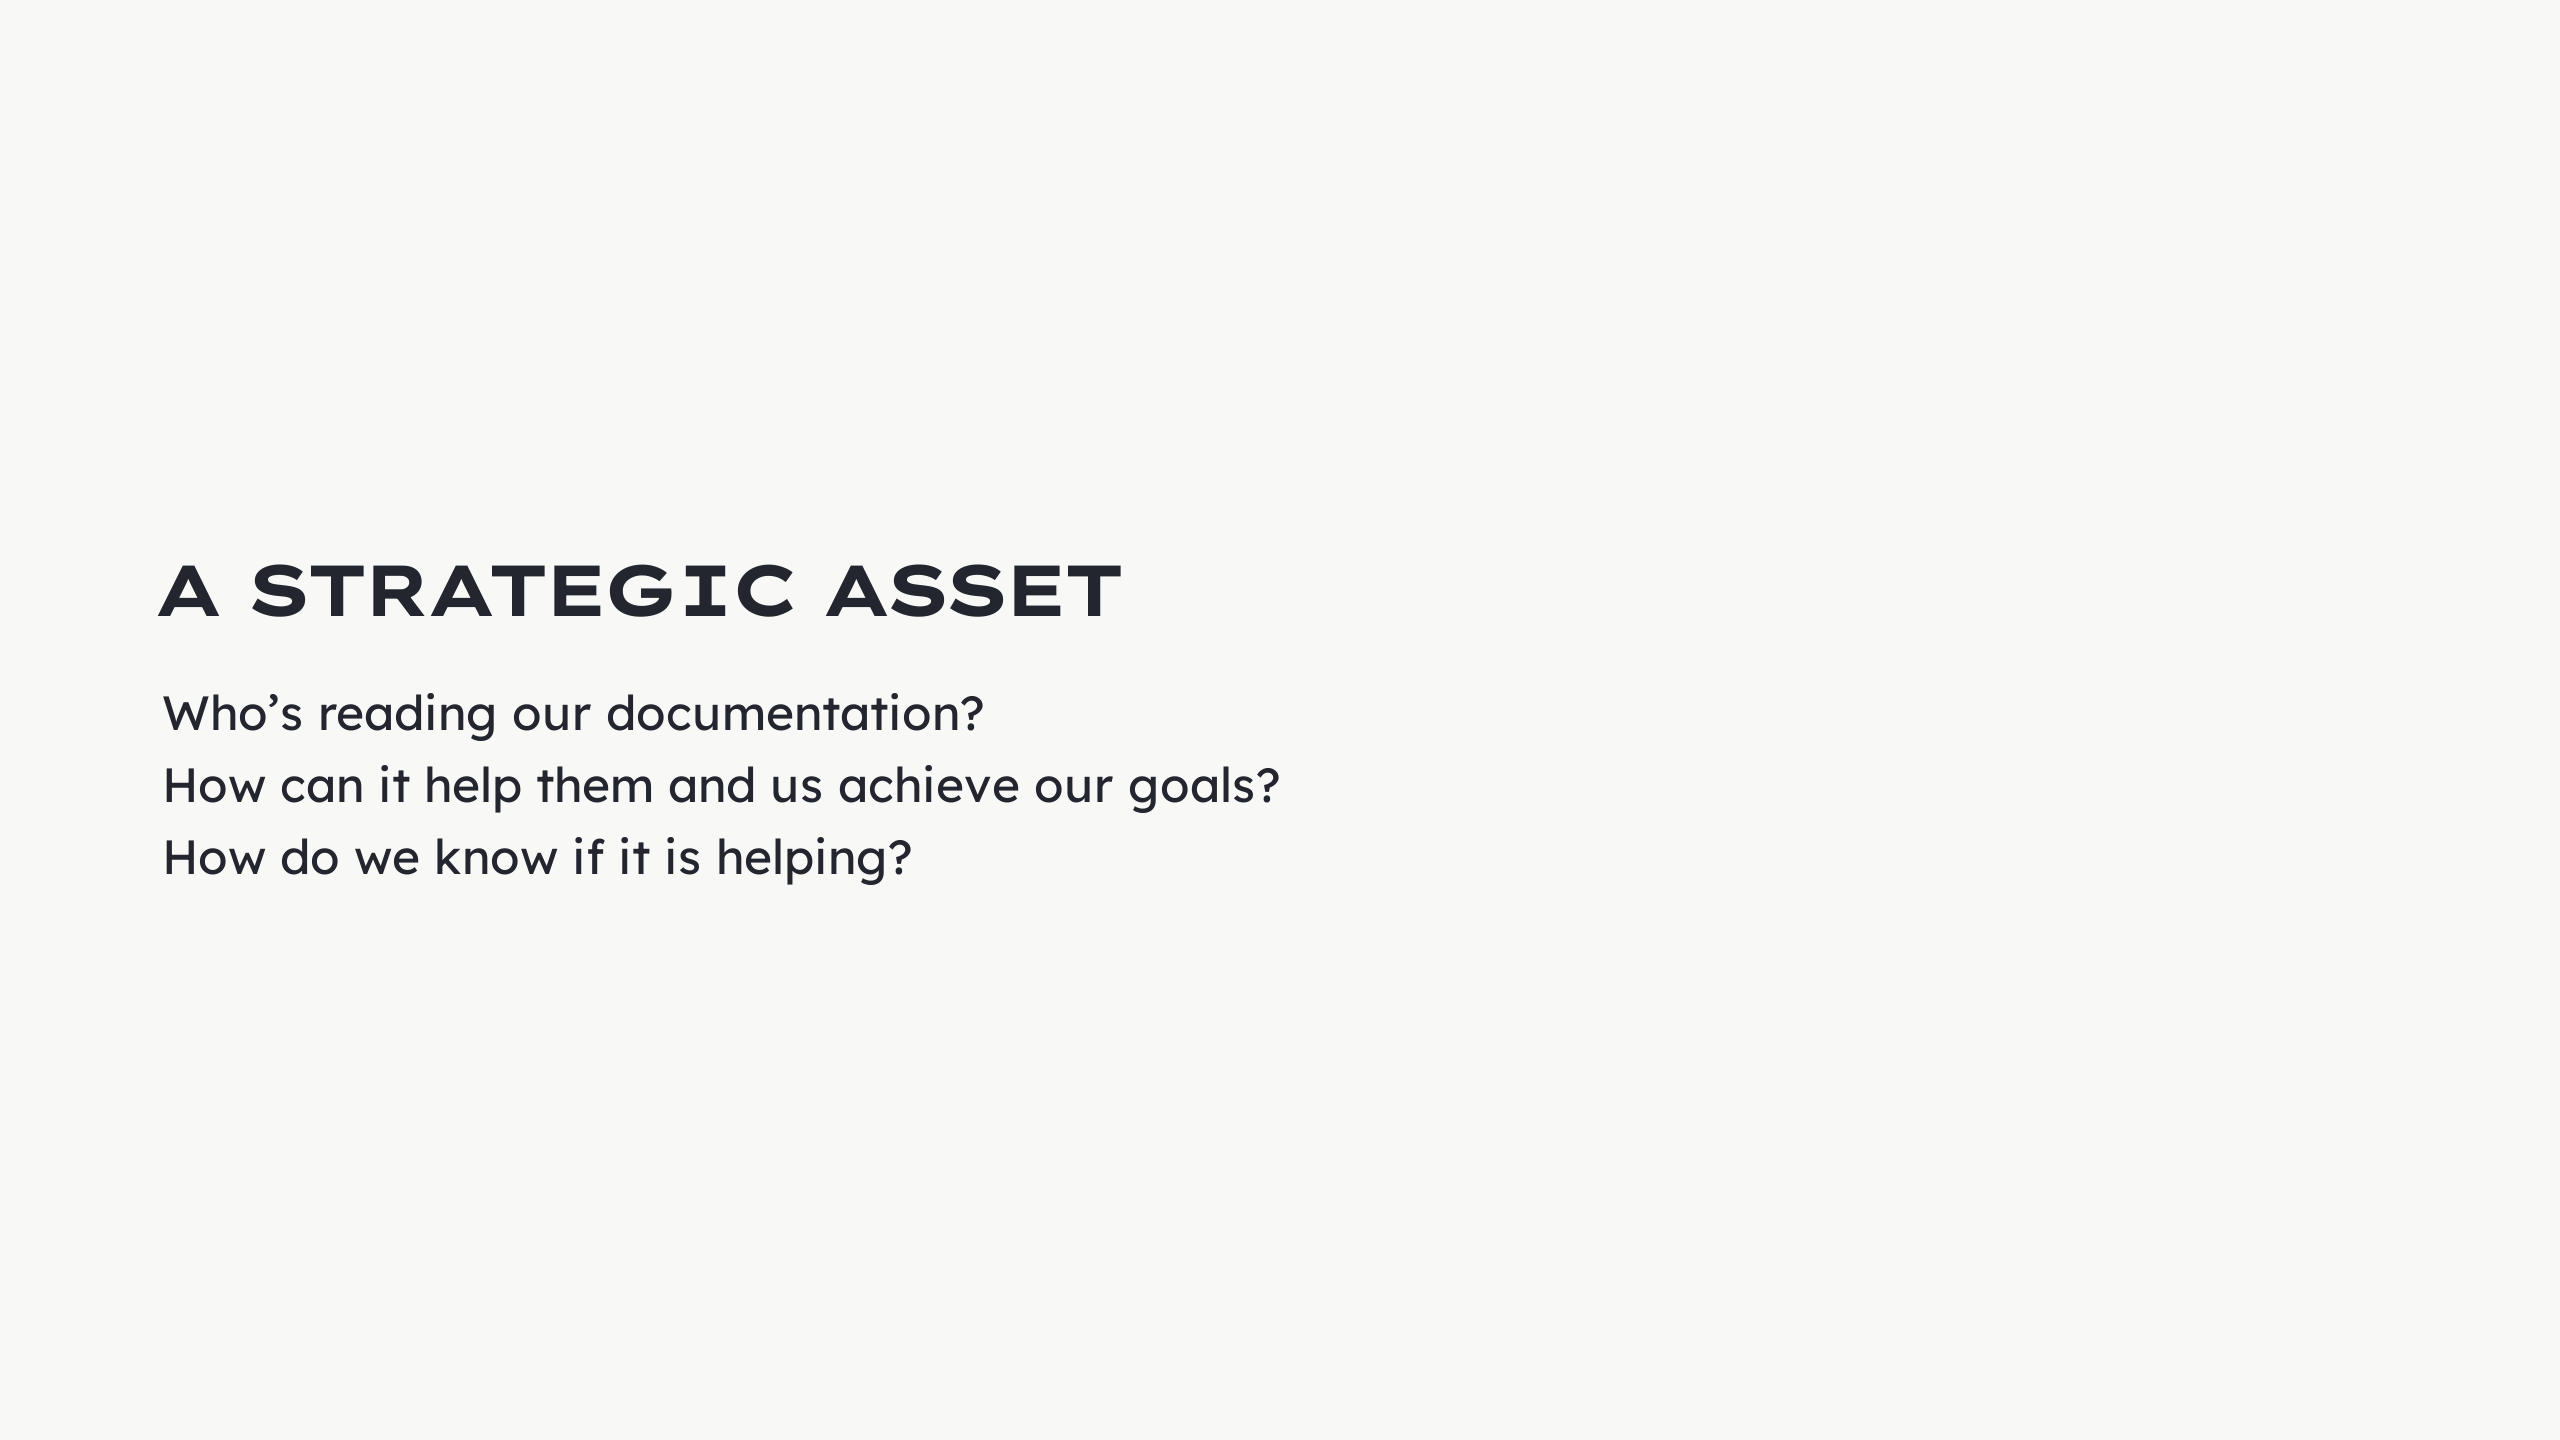 A STRATEGIC ASSET
Who’s reading our documentation?
How can it help them and us achieve our goals?
How do we know if it is helping?